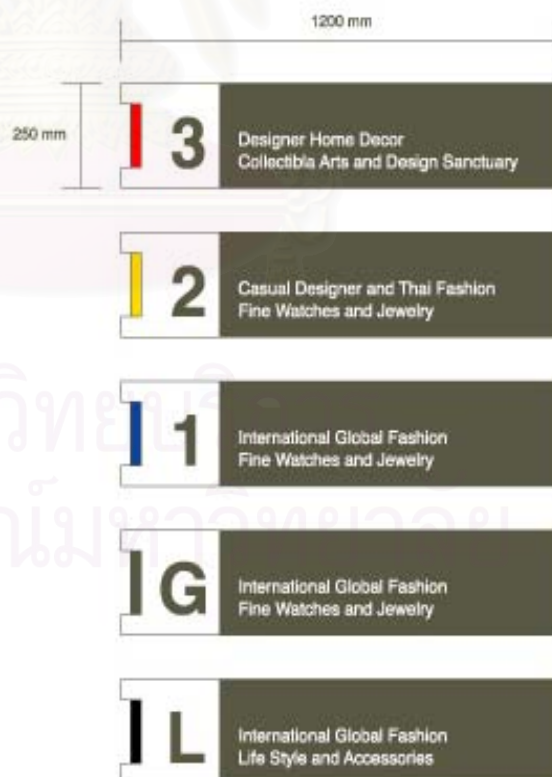 1200 mm
250 mm
3
Designer Home Decor
Collectibla Arts and Design Sanctuary
2
Casual Designer and Thai Fashion
Fine Watches and Jewelry
1
International Global Fashion
Fine Watches and Jewelry
G
International Global Fashion
Fine Watches and Jewelry
L
International Global Fashion
Life Style and Accessories